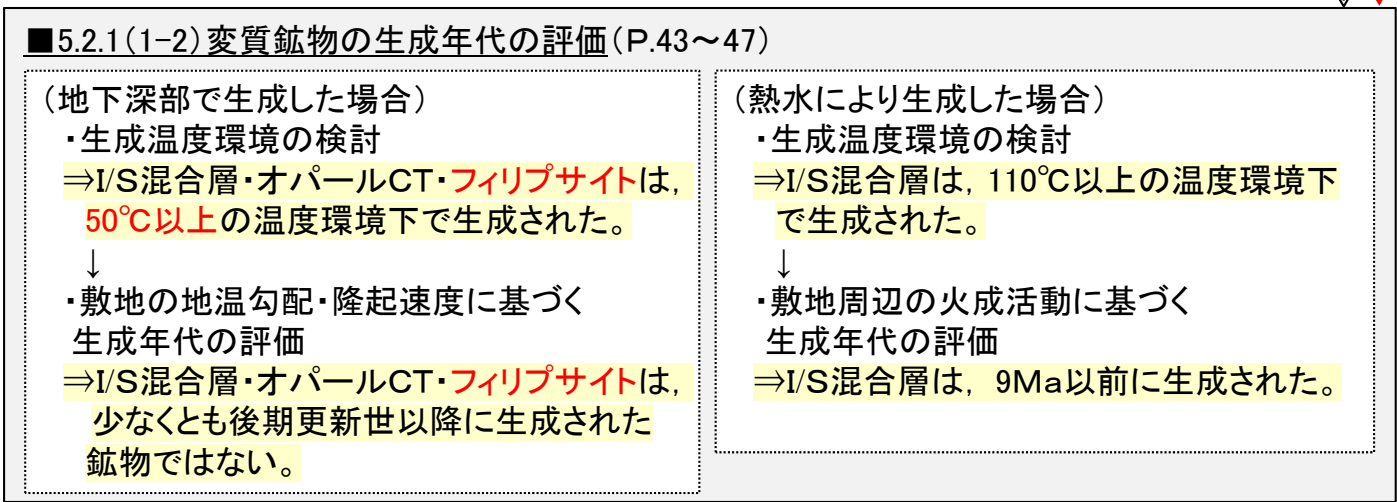 ■5.2.1(1-2)変質鉱物の生成年代の評価(P.43～47)
(地下深部で生成した場合)
・生成温度環境の検討
⇒I/S混合層・オパールCT・フィリプサイトは,
50℃以上の温度環境下で生成された。
↓
・敷地の地温勾配・隆起速度に基づく
生成年代の評価
⇒I/S混合層・オパールCT・フィリプサイトは,
少なくとも後期更新世以降に生成された
鉱物ではない。
(熱水により生成した場合)
・生成温度環境の検討
⇒I/S混合層は, 110℃以上の温度環境下
で生成された。
↓
・敷地周辺の火成活動に基づく
生成年代の評価
⇒I/S混合層は, 9Ma以前に生成された。